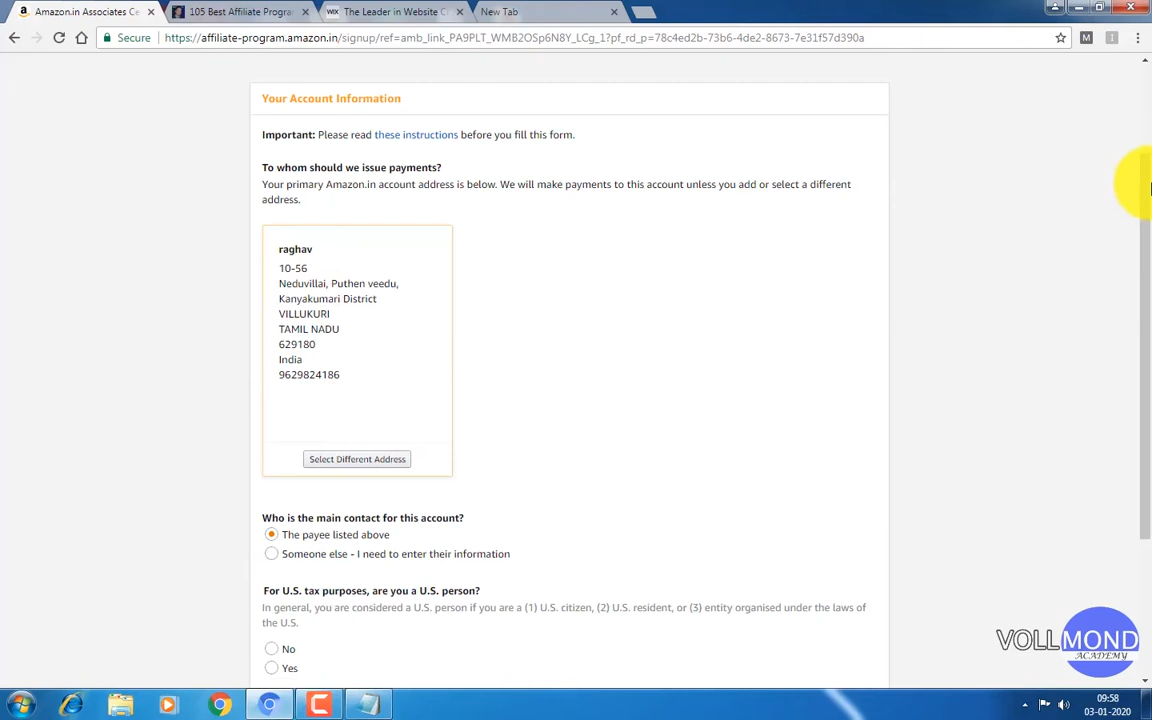 Amazon.in Associates Ce
105 Best Affiliate Progra
WIX The Leader in Website C
New Tab
Secure https://affiliate-program.amazon.in/signup/ref=amb_link_PA9PLT_WMB2OSp6N8Y_LCg_1?pf_rd_p=78c4ed2b-73b6-4de2-8673-7e31f57d390a
Your Account Information
Important: Please read these instructions before you fill this form.
To whom should we issue payments?
Your primary Amazon.in account address is below. We will make payments to this account unless you add or select a different
address.
raghav
10-56
Neduvillai, Puthen veedu,
Kanyakumari District
VILLUKURI
TAMIL NADU
629180
India
9629824186
Select Different Address
Who is the main contact for this account?
The payee listed above
Someone else - I need to enter their information
For U.S. tax purposes, are you a U.S. person?
In general, you are considered a U.S. person if you are a (1) U.S. citizen, (2) U.S. resident, or (3) entity organised under the laws of
the U.S.
No
Yes
VOLLMOND
ACADEMY
09:58
03-01-2020